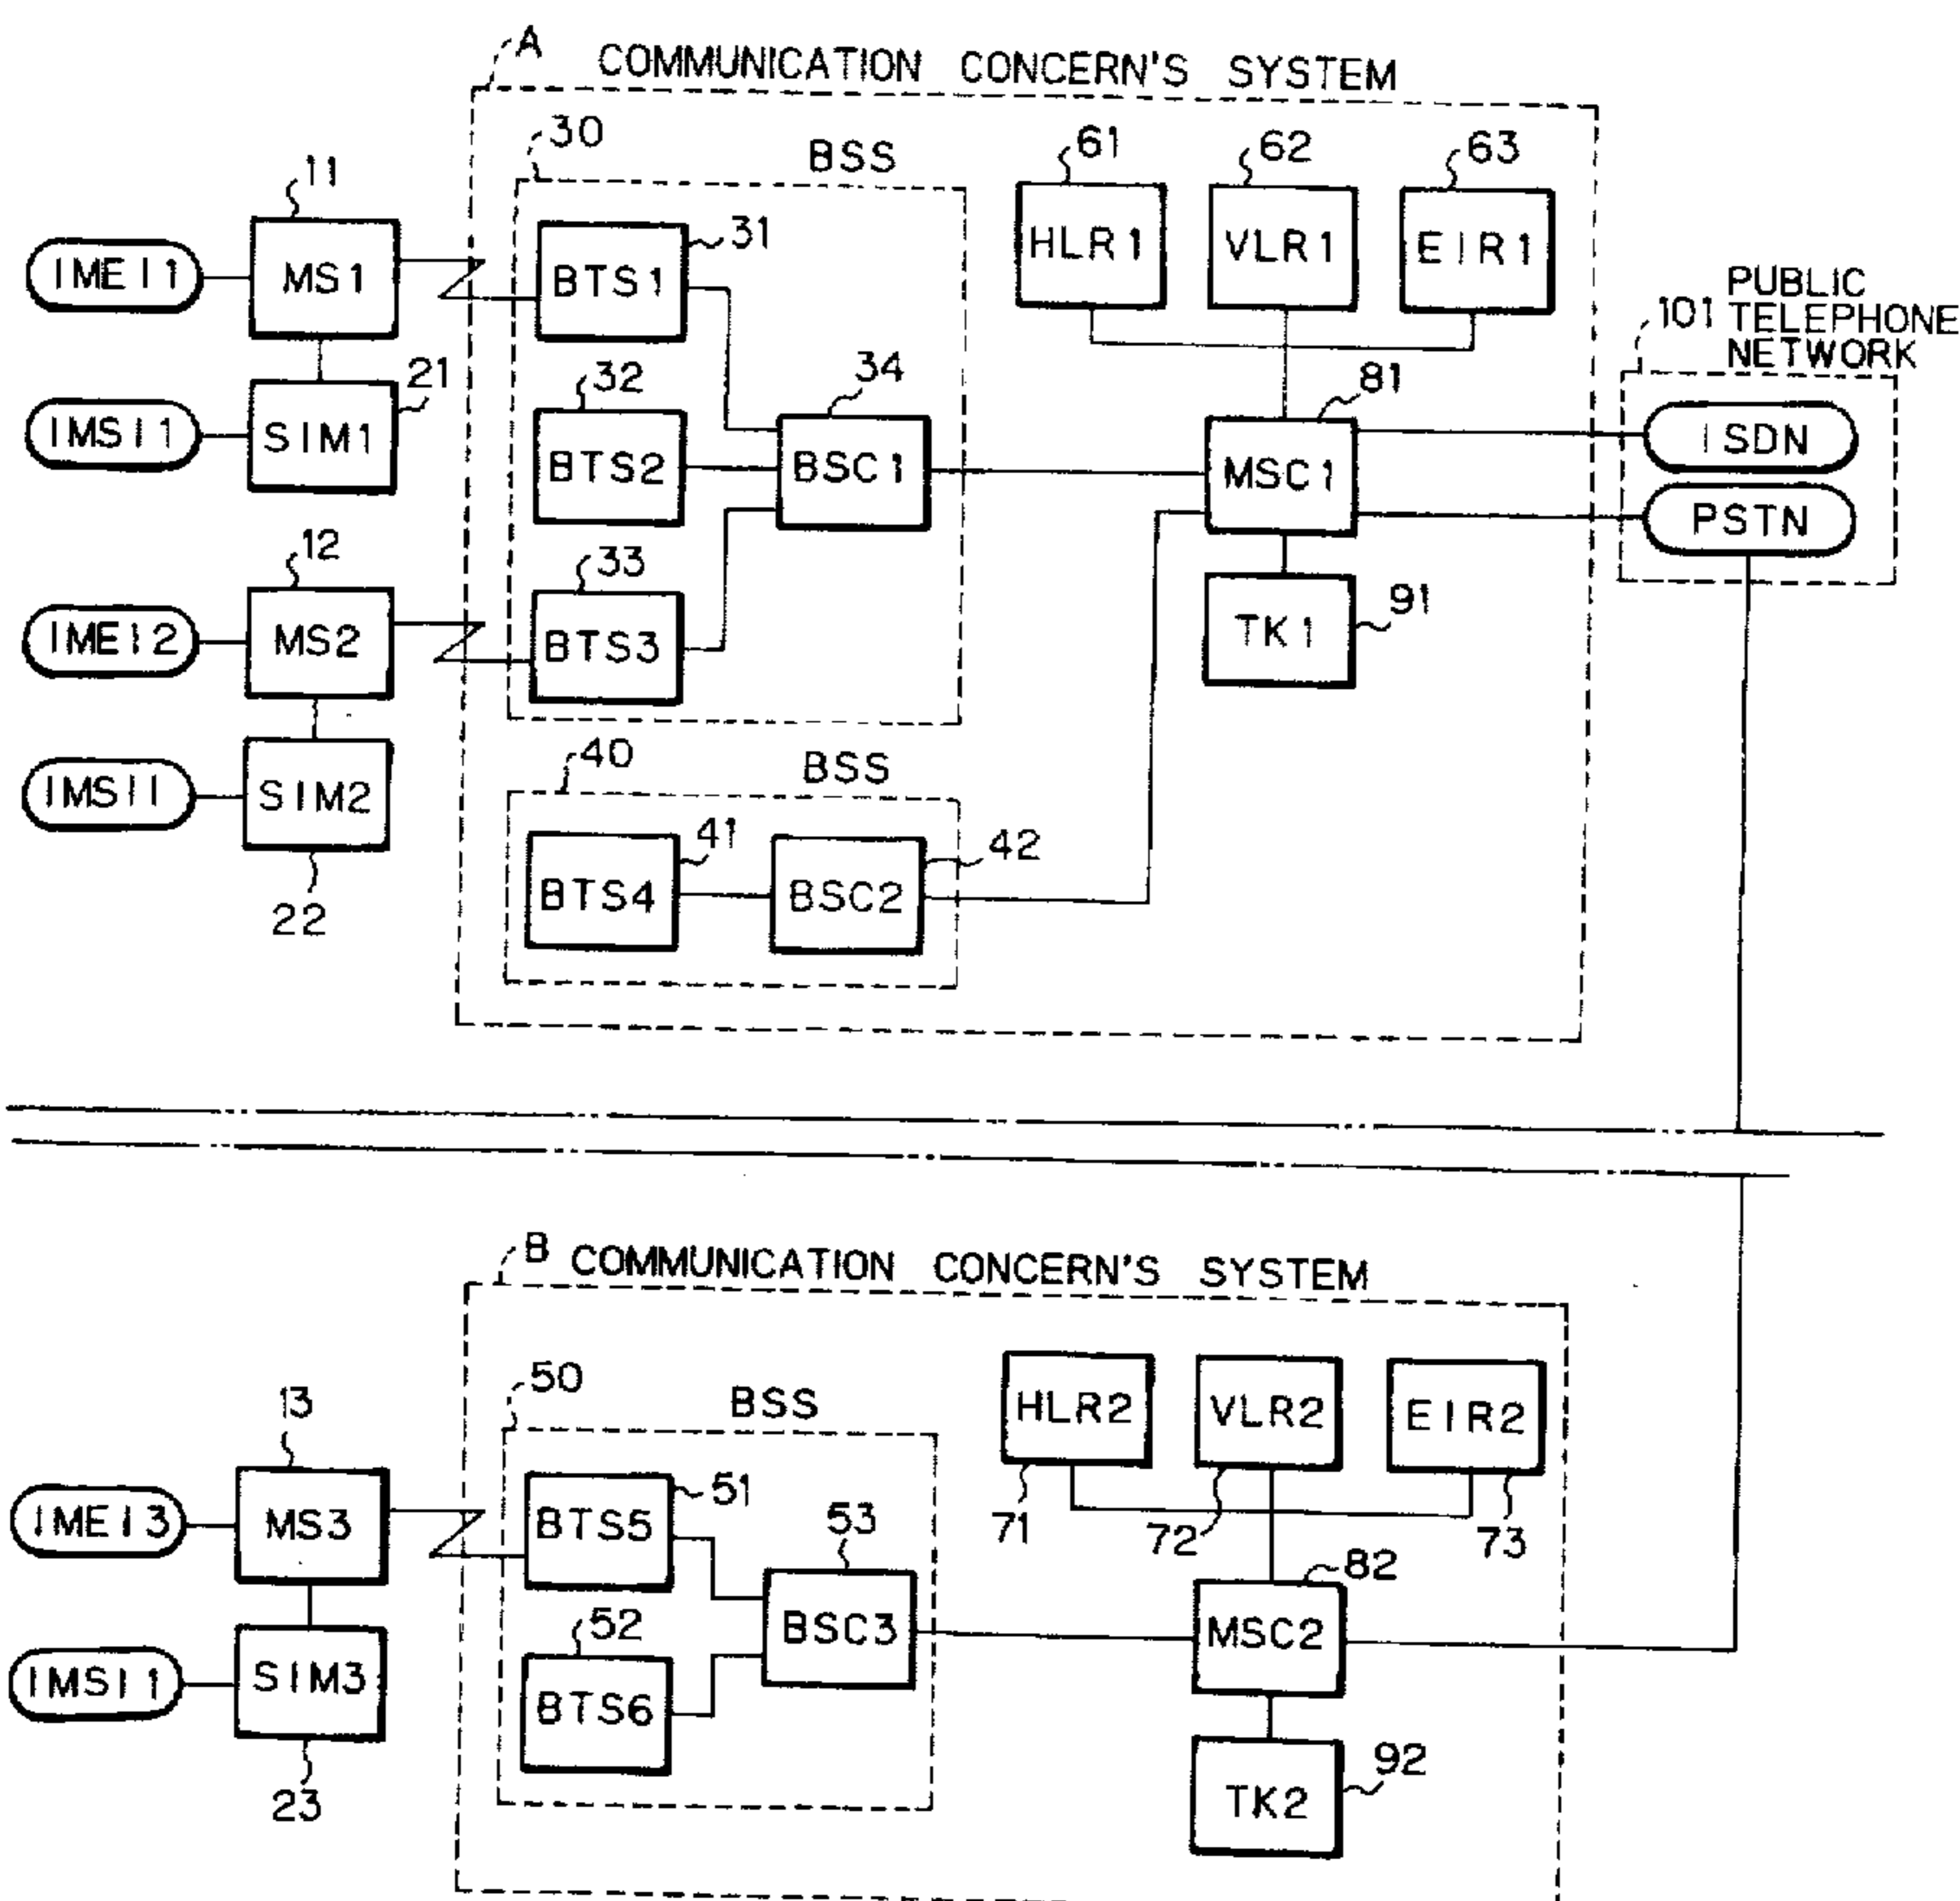 A COMMUNICATION CONCERN'S SYSTEM
30 BSS
61 62 63
11
31
IMEI1 MS1 BTS1 HLR1 VLR1 EIR1
PUBLIC
101 TELEPHONE
NETWORK
21 32 34 81
IMSI1 SIM1 BTS2 BSC1 MSC1 ISDN
PSTN
12 33
91
IMEI2 MS2 BTS3 TK1
40 BSS
IMSI1 SIM2
41 42
22 BTS4 BSC2
B COMMUNICATION CONCERN'S SYSTEM
50 BSS
13
HLR2 VLR2 EIR2
51 53
71 72 73
IMEI3 MS3 BTS5
82
52
BSC3 MSC2
IMSI1 SIM3 BTS6
92
23 TK2